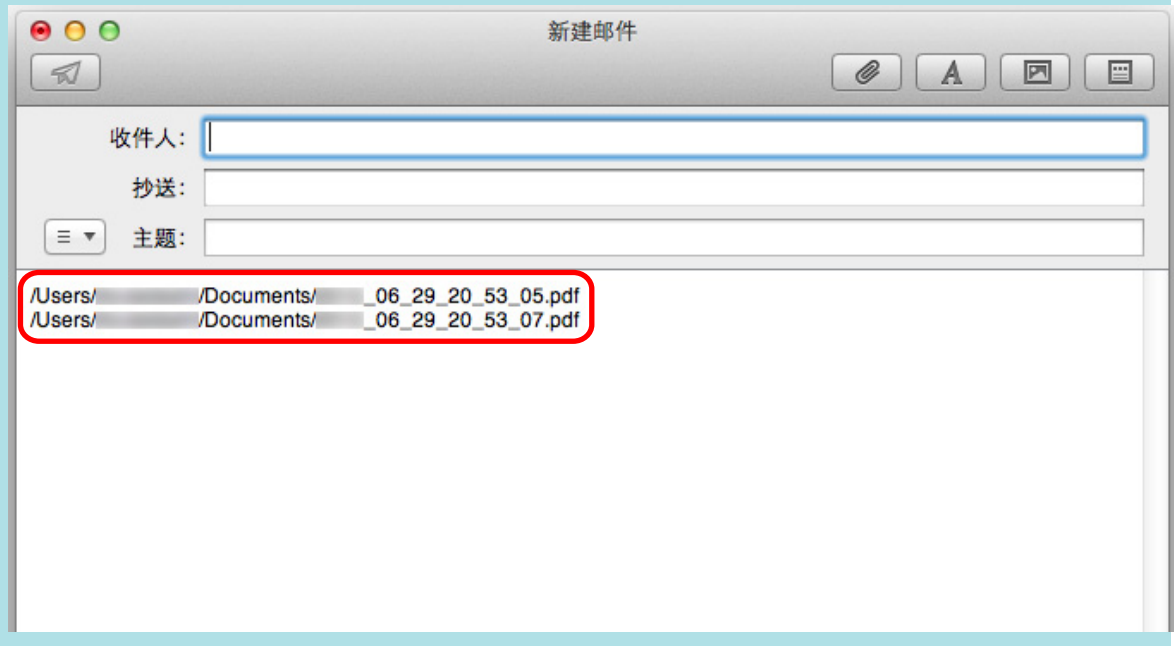 新建邮件
收件人:
抄送:
主题:
/Users/ /Documents/ _06_29_20_53_05.pdf
/Users/ /Documents/ _06_29_20_53_07.pdf